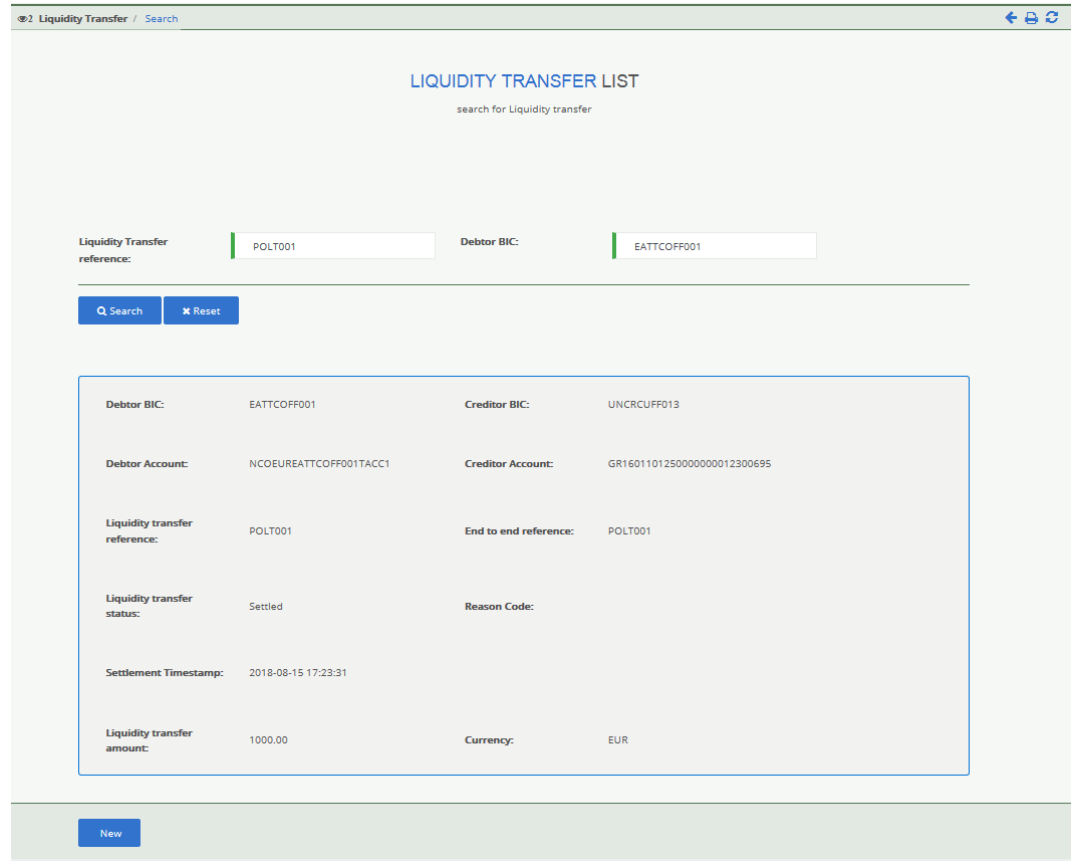 2 Liquidity Transfer / Search
LIQUIDITY TRANSFER LIST
search for Liquidity transfer
Liquidity Transfer reference:
POLT001
Debtor BIC:
EATTCOFF001
Search
Reset
Debtor BIC: EATTCOFF001 Creditor BIC: UNCRCUFF013
Debtor Account: NCOEUREATTCOFF001TACC1 Creditor Account: GR1601101250000000012300695
Liquidity transfer
reference: POLT001 End to end reference: POLT001
Liquidity transfer
status: Settled Reason Code:
Settlement Timestamp: 2018-08-15 17:23:31
Liquidity transfer
amount: 1000.00 Currency: EUR
New